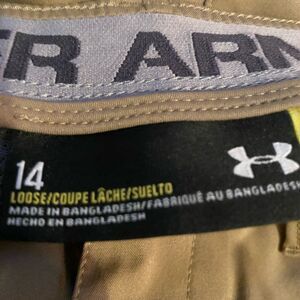 ER ARM
14
LOOSE/COUPE LÂCHE/SUELTO
MADE IN BANGLADESH/FABRIQUÉ AU BANGLADESH
HECHO EN BANGLADESH